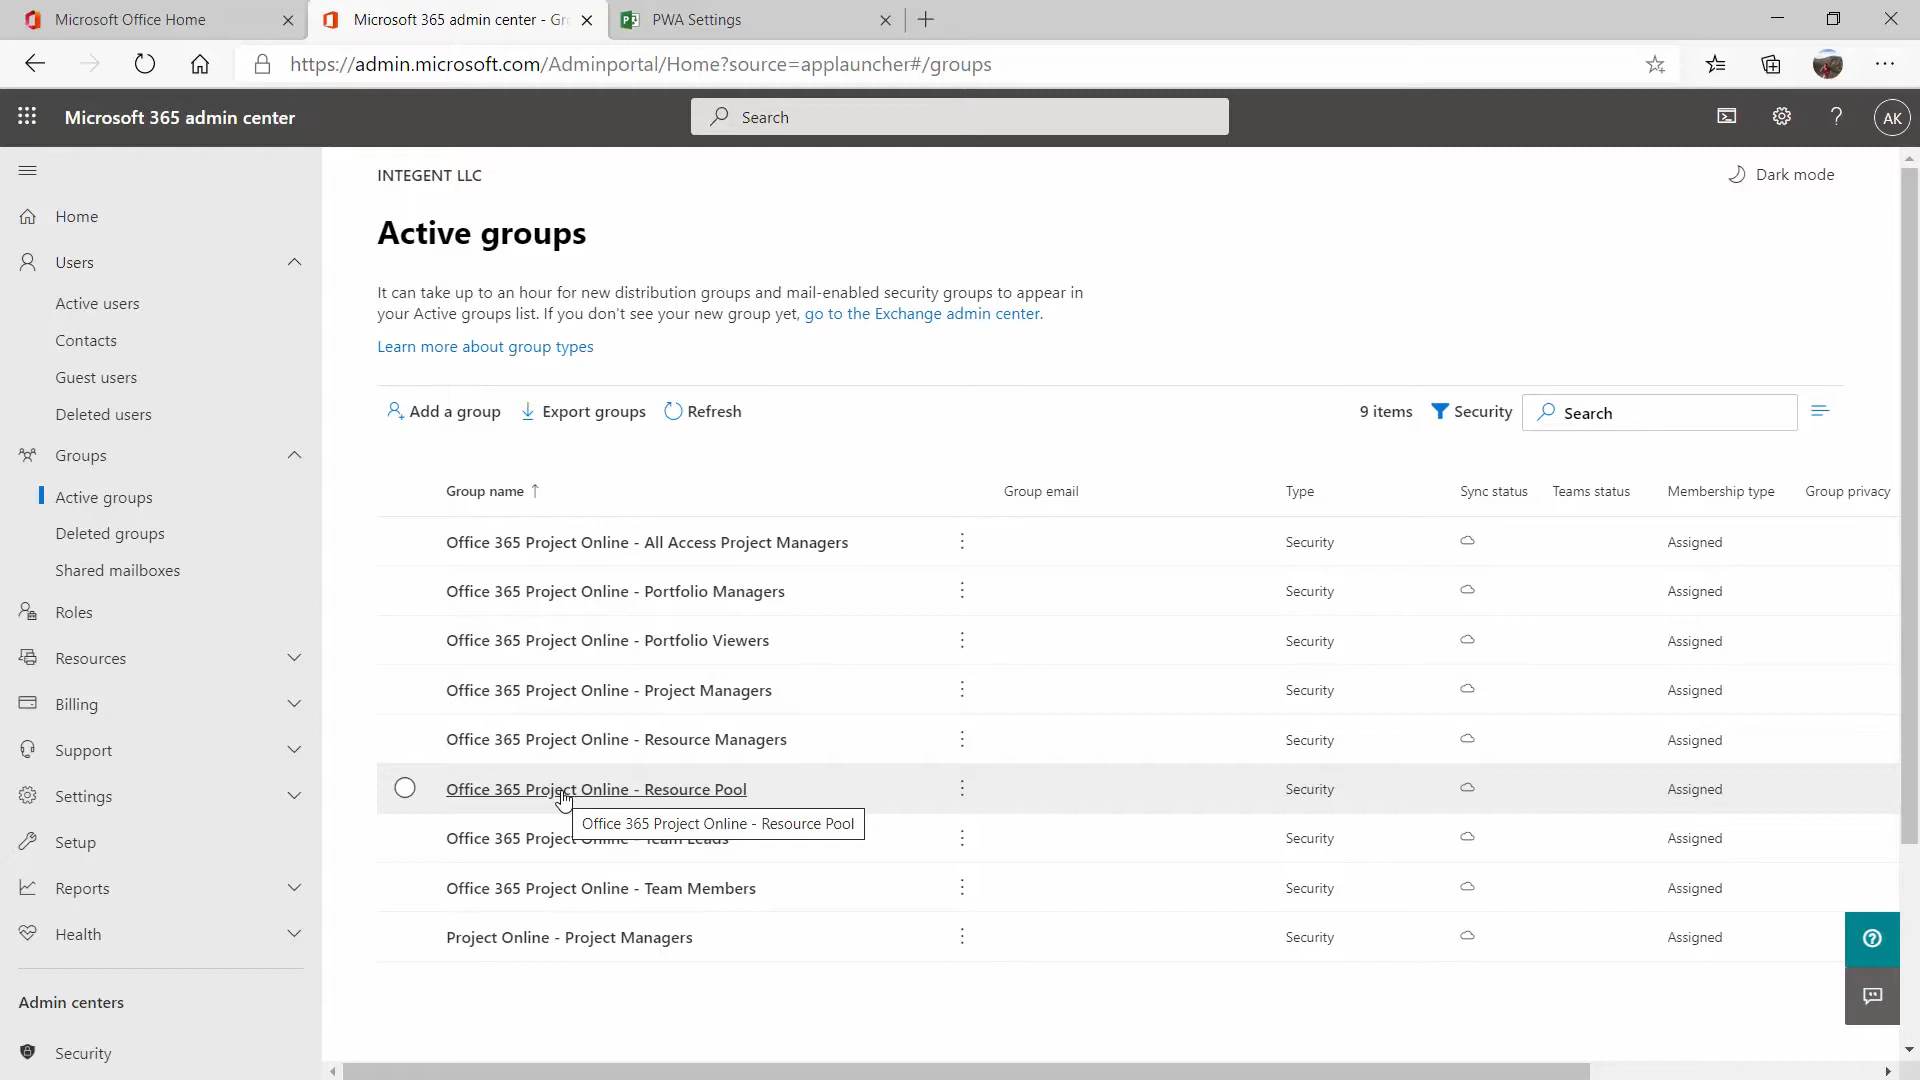 Microsoft Office Home
Microsoft 365 admin center - Gr
PWA Settings
https://admin.microsoft.com/Adminportal/Home?source=applauncher#/groups
Microsoft 365 admin center
Search
AK
INTEGENT LLC
Dark mode
Home
Users
Active users
Contacts
Guest users
Deleted users
Groups
Active groups
Deleted groups
Shared mailboxes
Roles
Resources
Billing
Support
Settings
Setup
Reports
Health
Admin centers
Security
Active groups
It can take up to an hour for new distribution groups and mail-enabled security groups to appear in
your Active groups list. If you don't see your new group yet, go to the Exchange admin center.
Learn more about group types
Add a group Export groups Refresh 9 items Security Search
Group name ↑ Group email Type Sync status Teams status Membership type Group privacy
Office 365 Project Online - All Access Project Managers Security Assigned
Office 365 Project Online - Portfolio Managers Security Assigned
Office 365 Project Online - Portfolio Viewers Security Assigned
Office 365 Project Online - Project Managers Security Assigned
Office 365 Project Online - Resource Managers Security Assigned
Office 365 Project Online - Resource Pool Security Assigned
Office 365 Project Online - Resource Pool
Office 365 Project Online - Team Leads Security Assigned
Office 365 Project Online - Team Members Security Assigned
Project Online - Project Managers Security Assigned